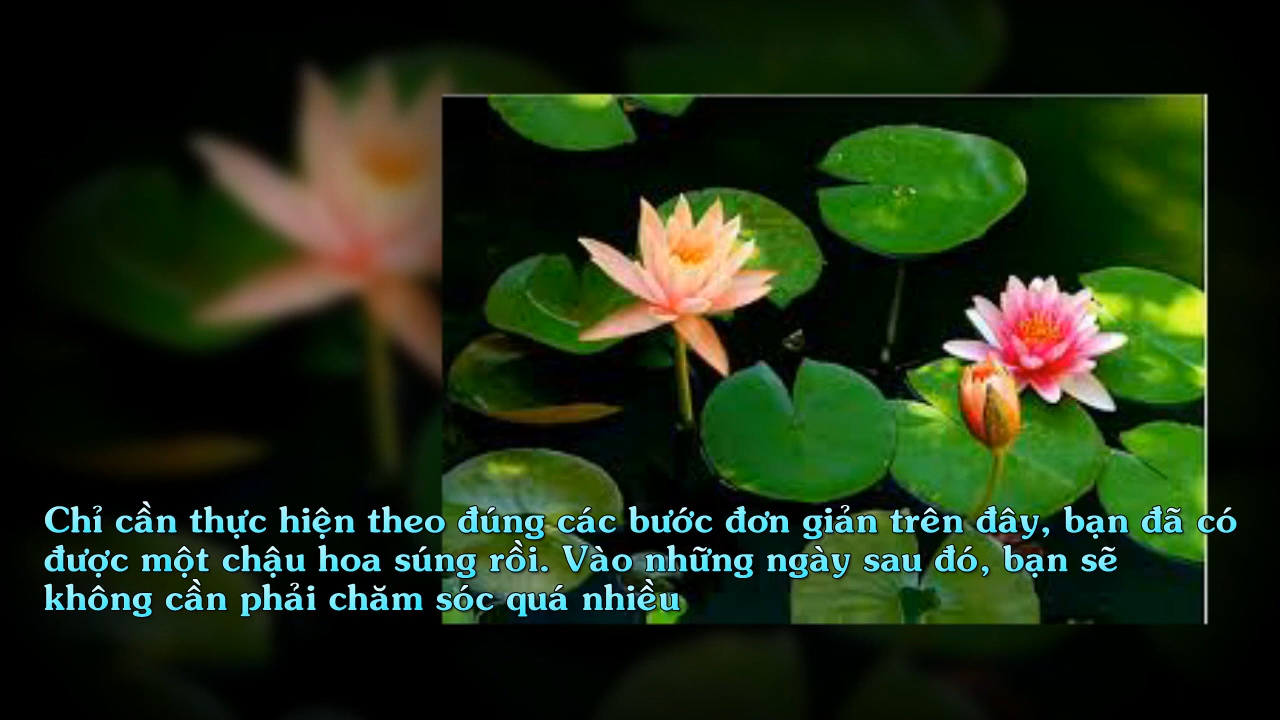 Chỉ cần thực hiện theo đúng các bước đơn giản trên đây, bạn đã có
được một chậu hoa súng rồi. Vào những ngày sau đó, bạn sẽ
không cần phải chăm sóc quá nhiều